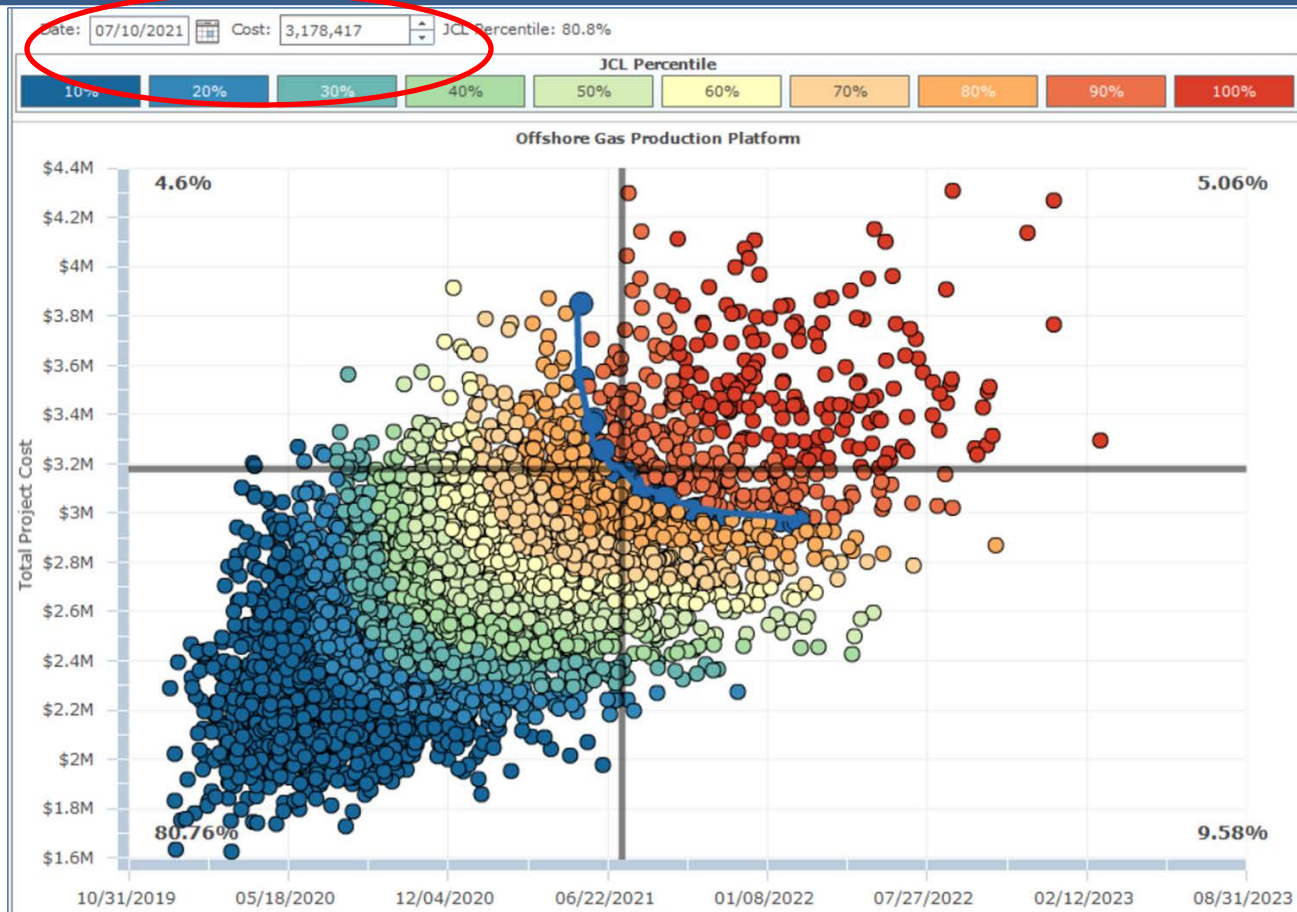 Date: 07/10/2021 Cost: 3,178,417 JCL Percentile: 80.8%
JCL Percentile
10% 20% 30% 40% 50% 60% 70% 80% 90% 100%
Offshore Gas Production Platform
4.6% 5.06%
$4.4M
$4.2M
$4M
$3.8M
$3.6M
$3.4M
$3.2M
$3M
$2.8M
$2.6M
$2.4M
$2.2M
$2M
$1.8M
$1.6M
Total Project Cost
80.76% 9.58%
10/31/2019 05/18/2020 12/04/2020 06/22/2021 01/08/2022 07/27/2022 02/12/2023 08/31/2023